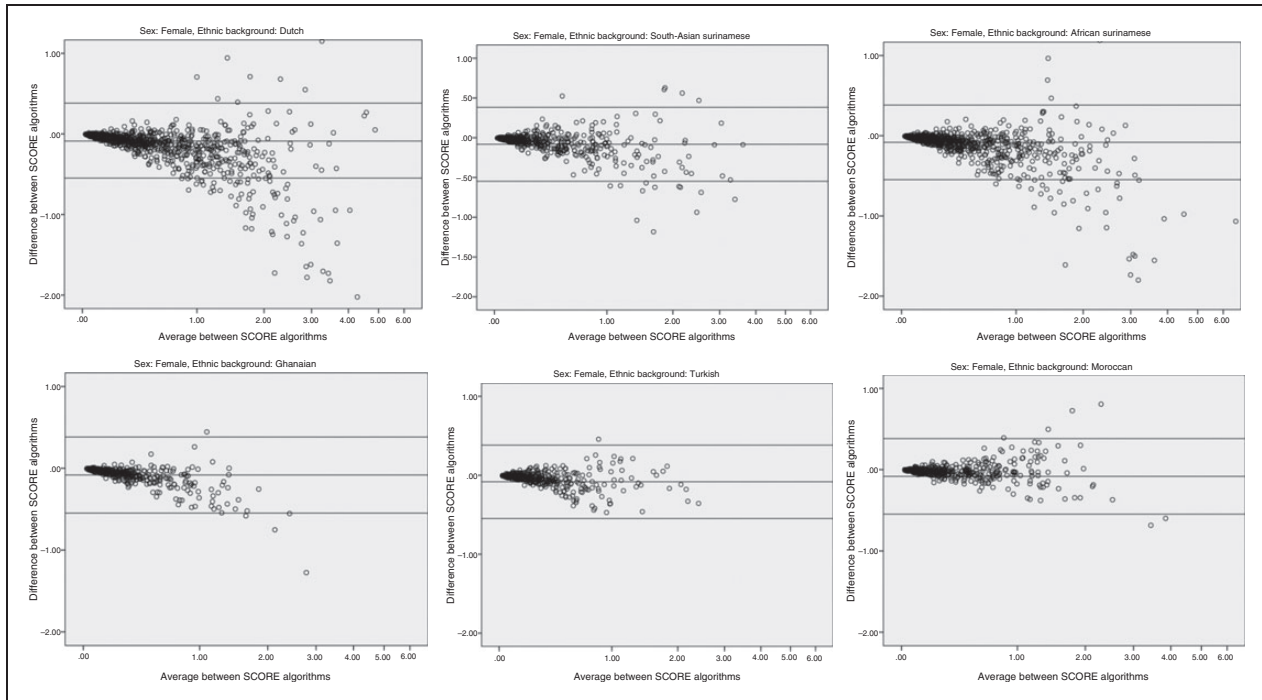 Sex: Female, Ethnic background: Dutch
Difference between SCORE algorithms
1.00
.00
−1.00
−2.00
.00 1.00 2.00 3.00 4.00 5.00 6.00
Average between SCORE algorithms
Sex: Female, Ethnic background: South-Asian surinamese
Difference between SCORE algorithms
1.00
.50
.00
−.50
−1.00
−2.00
.00 1.00 2.00 3.00 4.00 5.00 6.00
Average between SCORE algorithms
Sex: Female, Ethnic background: African surinamese
Difference between SCORE algorithms
1.00
.00
−1.00
−2.00
.00 1.00 2.00 3.00 4.00 5.00 6.00
Average between SCORE algorithms
Sex: Female, Ethnic background: Ghanaian
Difference between SCORE algorithms
1.00
.00
−1.00
−2.00
.00 1.00 2.00 3.00 4.00 5.00 6.00
Average between SCORE algorithms
Sex: Female, Ethnic background: Turkish
Difference between SCORE algorithms
1.00
.00
−1.00
−2.00
.00 1.00 2.00 3.00 4.00 5.00 6.00
Average between SCORE algorithms
Sex: Female, Ethnic background: Moroccan
Difference between SCORE algorithms
1.00
.00
−1.00
−2.00
.00 1.00 2.00 3.00 4.00 5.00 6.00
Average between SCORE algorithms